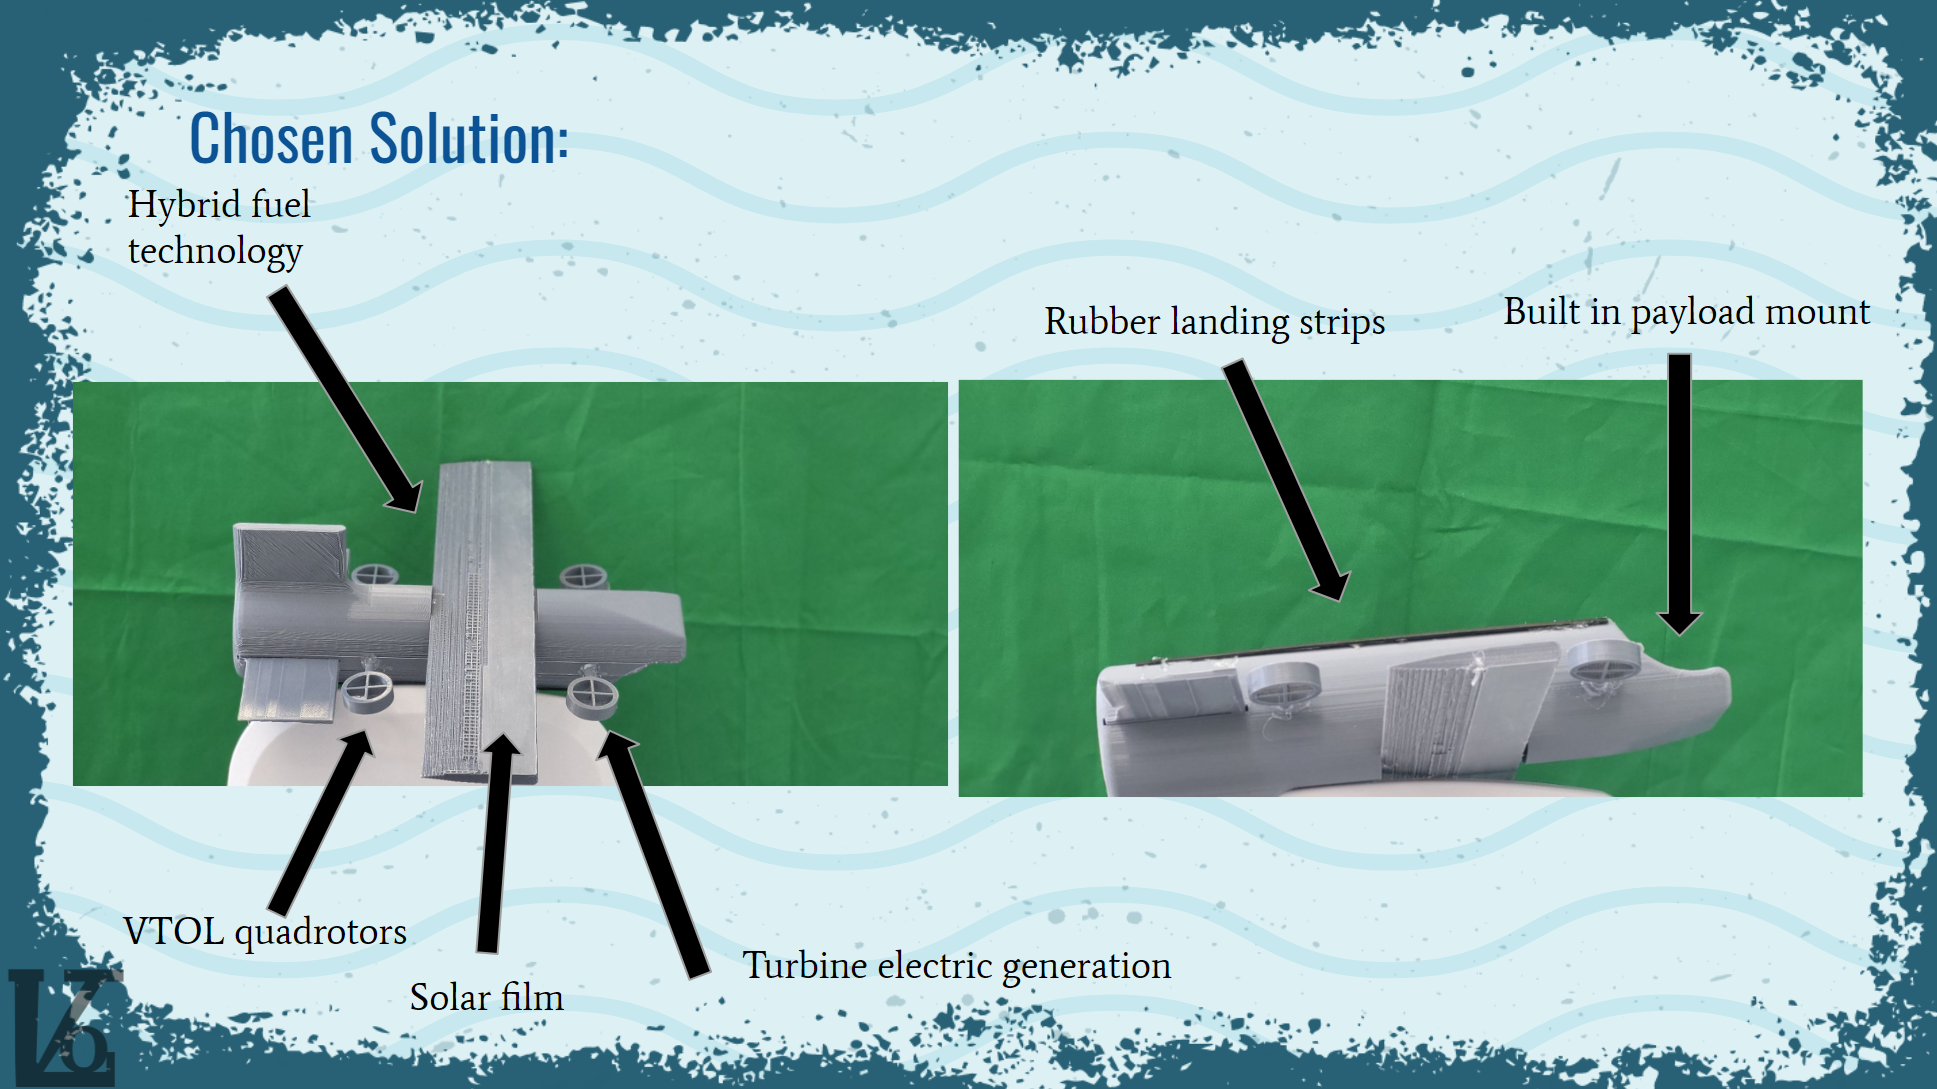 Chosen Solution:
Hybrid fuel
technology
Rubber landing strips
Built in payload mount
VTOL quadrotors
Solar film
Turbine electric generation